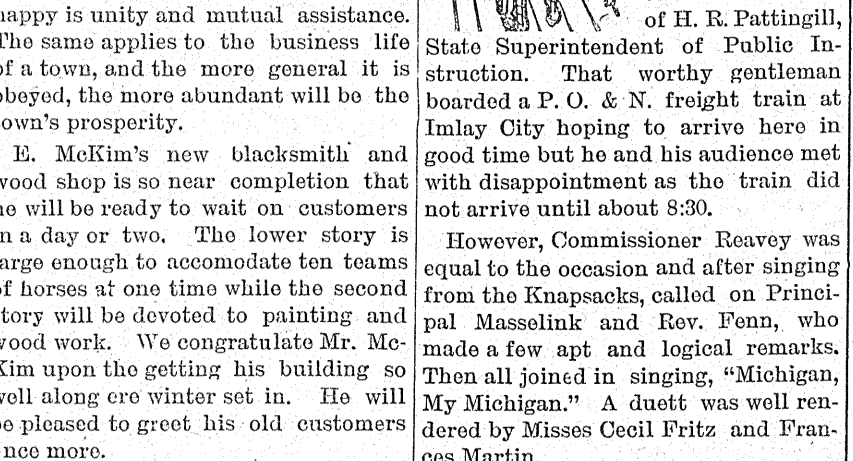 happy is unity and mutual assistance.
The same applies to the business life
of a town, and the more general it is
obeyed, the more abundant will be the
town's prosperity.
E. McKim's new blacksmith and
wood shop is so near completion that
he will be ready to wait on customers
in a day or two. The lower story is
large enough to accomodate ten teams
of horses at one time while the second
story will be devoted to painting and
wood work. We congratulate Mr. Mc-
Kim upon the getting his building so
well along ere winter set in. He will
be pleased to greet his old customers
once more.
of H. R. Pattingill,
State Superintendent of Public In-
struction. That worthy gentleman
boarded a P. O. & N. freight train at
Imlay City hoping to arrive here in
good time but he and his audience met
with disappointment as the train did
not arrive until about 8:30.
However, Commissioner Reavey was
equal to the occasion and after singing
from the Knapsacks, called on Princi-
pal Masselink and Rev. Fenn, who
made a few apt and logical remarks.
Then all joined in singing, "Michigan,
My Michigan." A duett was well ren-
dered by Misses Cecil Fritz and Fran-
ces Martin.